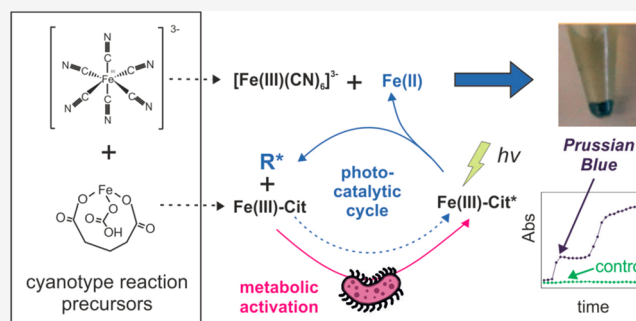 3-
N
C
N
C
C
N
Fe
III
N
C
C
N
C
N
+
Fe
O
O
O
O
O
O
OH
cyanotype reaction
precursors
[Fe(III)(CN)6]3-
+
Fe(II)
R*
+
Fe(III)-Cit
photo-
catalytic
cycle
hv
Fe(III)-Cit*
metabolic
activation
Prussian
Blue
Abs
contro
time